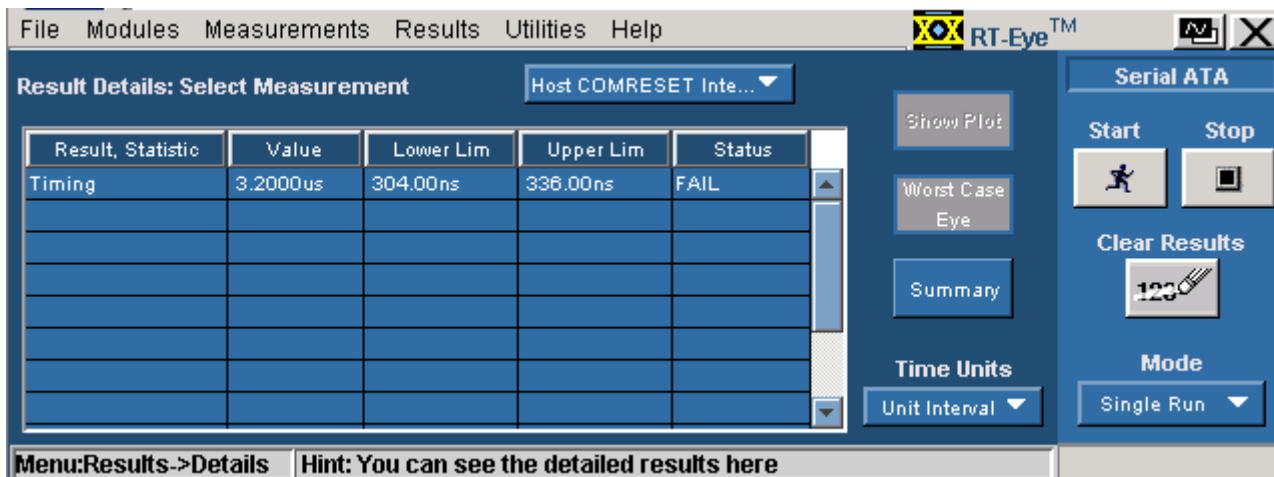 File Modules Measurements Results Utilities Help
RT-Eye™
Result Details: Select Measurement
Host COMRESET Inte...
Result, Statistic Value Lower Lim Upper Lim Status
Timing 3.2000us 304.00ns 336.00ns FAIL
Show Plot
Worst Case
Eye
Summary
Time Units
Unit Interval
Serial ATA
Start Stop
Clear Results
123
Mode
Single Run
Menu:Results->Details Hint: You can see the detailed results here